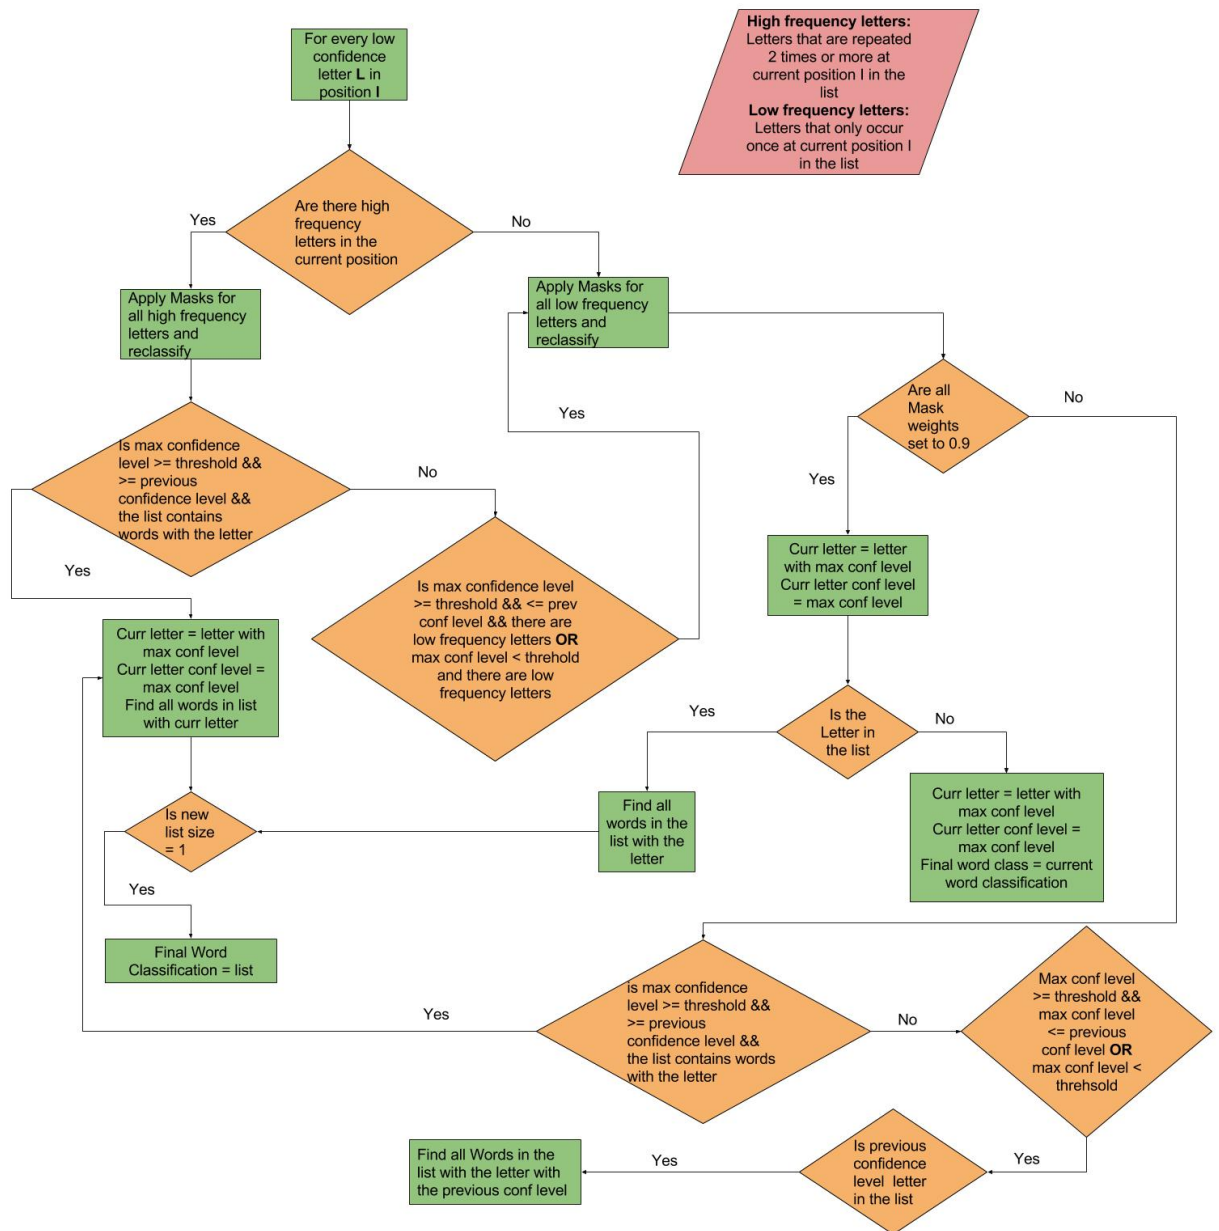 For every low
confidence
letter L in
position I
High frequency letters:
Letters that are repeated
2 times or more at
current position I in the
list
Low frequency letters:
Letters that only occur
once at current position I
in the list
Are there high
frequency
letters in the
current position
Yes
No
Apply Masks for
all high frequency
letters and
reclassify
Apply Masks for
all low frequency
letters and
reclassify
Are all
Mask
weights
set to 0.9
No
Yes
Yes
Is max confidence
level >= threshold &&
>= previous
confidence level &&
the list contains
words with the letter
No
Yes
Is max confidence level
>= threshold && <= prev
conf level && there are
low frequency letters OR
max conf level < threhold
and there are low
frequency letters
Curr letter = letter
with max conf level
Curr letter conf level
= max conf level
Curr letter = letter with
max conf level
Curr letter conf level =
max conf level
Find all words in list
with curr letter
Is the
Letter in
the list
Yes
No
Is new
list size
= 1
Find all
words in the
list with the
letter
Curr letter = letter with
max conf level
Curr letter conf level =
max conf level
Final word class = current
word classification
Yes
Final Word
Classification = list
is max confidence
level >= threshold &&
>= previous
confidence level &&
the list contains words
with the letter
Yes
No
Max conf level
>= threshold &&
max conf level
<= previous
conf level OR
max conf level <
threhsold
Yes
Is previous
confidence
level letter
in the list
Yes
Find all Words in the
list with the letter with
the previous conf level